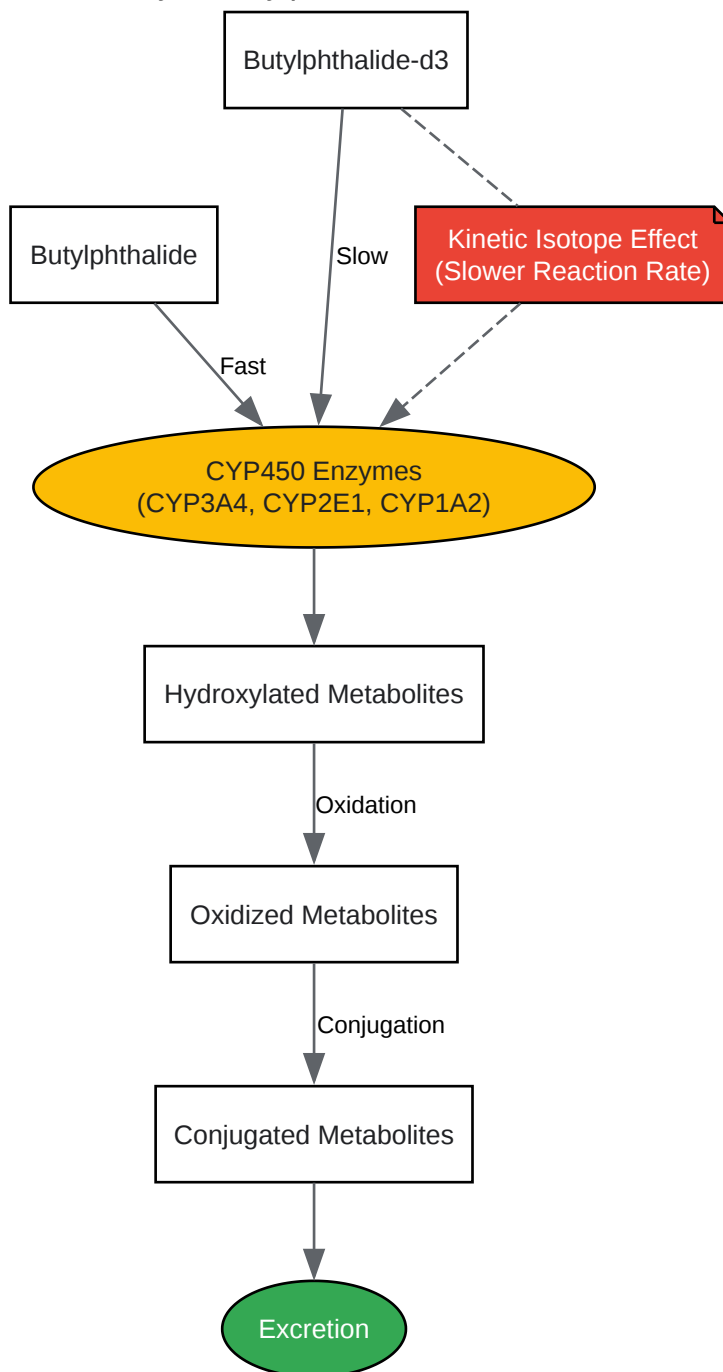 Butylphthalide-d3
Butylphthalide
Kinetic Isotope Effect
(Slower Reaction Rate)
Slow
Fast
CYP450 Enzymes
(CYP3A4, CYP2E1, CYP1A2)
Hydroxylated Metabolites
Oxidation
Oxidized Metabolites
Conjugation
Conjugated Metabolites
Excretion